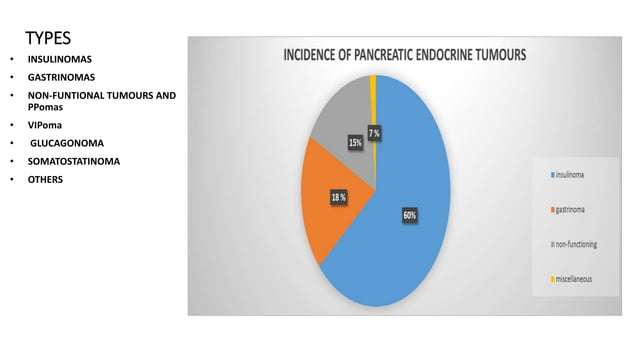 TYPES
• INSULINOMAS
• GASTRINOMAS
• NON-FUNTIONAL TUMOURS AND
PPomas
• VIPoma
• GLUCAGONOMA
• SOMATOSTATINOMA
• OTHERS
INCIDENCE OF PANCREATIC ENDOCRINE TUMOURS
7 %
15%
18 %
60%
insulinoma
gastrinoma
non-functioning
miscellaneous